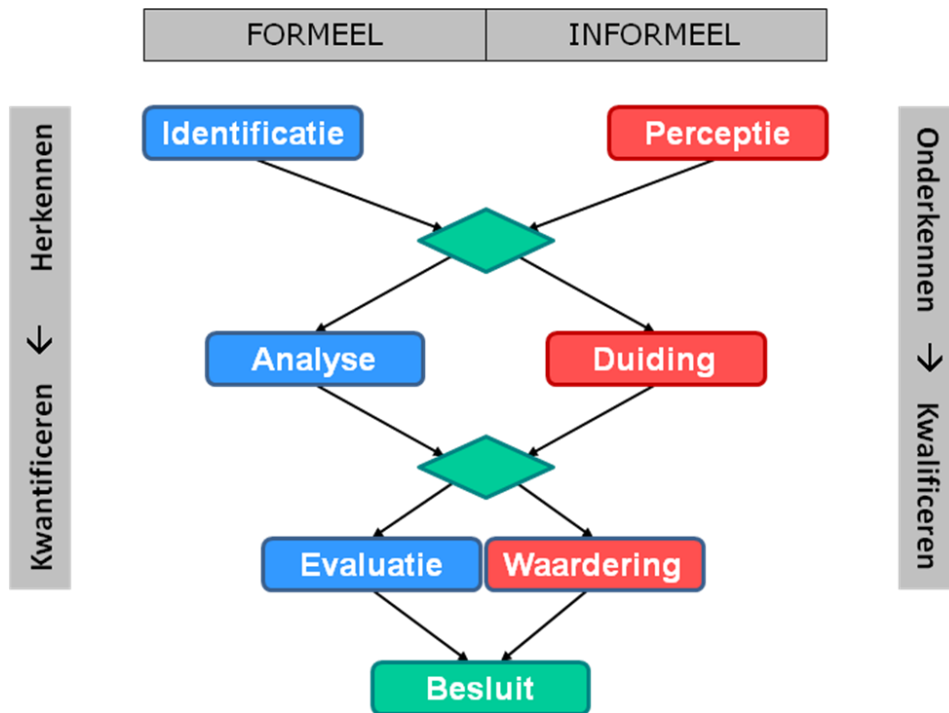 FORMEEL INFORMEEL
Identificatie Perceptie
Herkennen → Kwantificeren
Onderkennen → Kwalificeren
Analyse Duiding
Evaluatie Waardering
Besluit